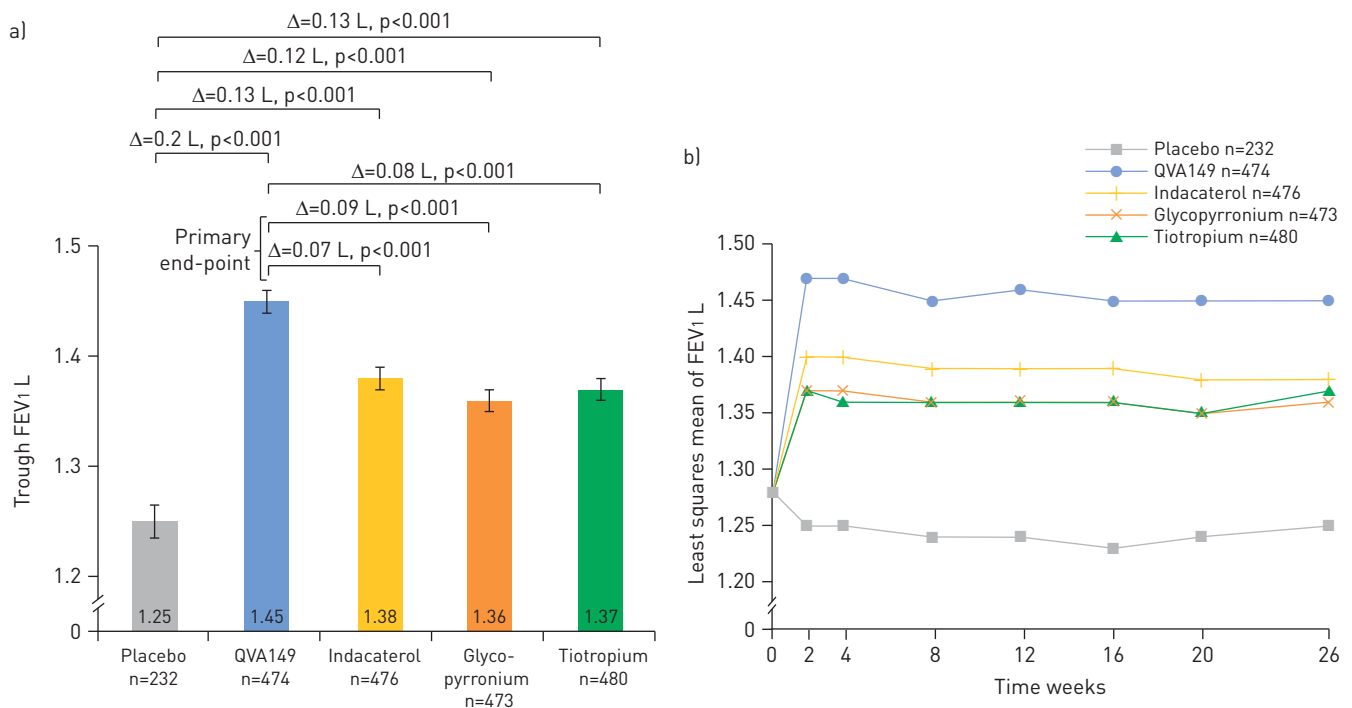 a)
Δ=0.13 L, p<0.001
Δ=0.12 L, p<0.001
Δ=0.13 L, p<0.001
Δ=0.2 L, p<0.001
Δ=0.08 L, p<0.001
Δ=0.09 L, p<0.001
Δ=0.07 L, p<0.001
Primary
end-point
Trough FEV1 L
1.5
1.4
1.3
1.2
0
1.25
1.45
1.38
1.36
1.37
Placebo
n=232
QVA149
n=474
Indacaterol
n=476
Glyco-
pyrronium
n=473
Tiotropium
n=480
b)
Placebo n=232
QVA149 n=474
Indacaterol n=476
Glycopyrronium n=473
Tiotropium n=480
Least squares mean of FEV1 L
1.50
1.45
1.40
1.35
1.30
1.25
1.20
0
0 2 4 8 12 16 20 26
Time weeks